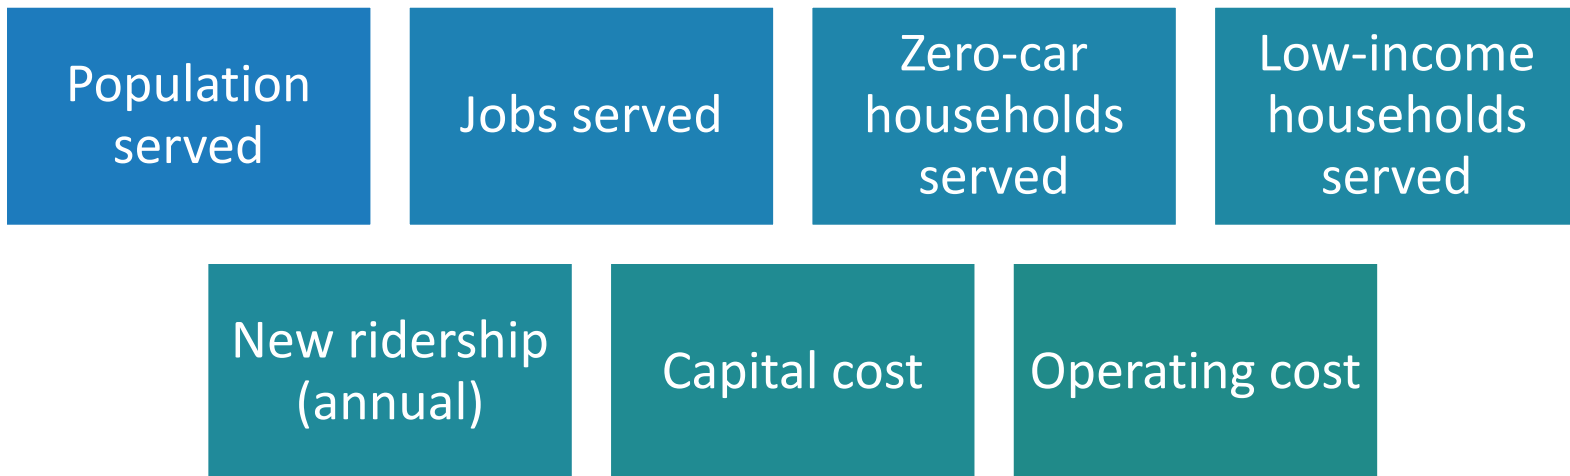 Population
served
Jobs served
Zero-car
households
served
Low-income
households
served
New ridership
(annual)
Capital cost
Operating cost